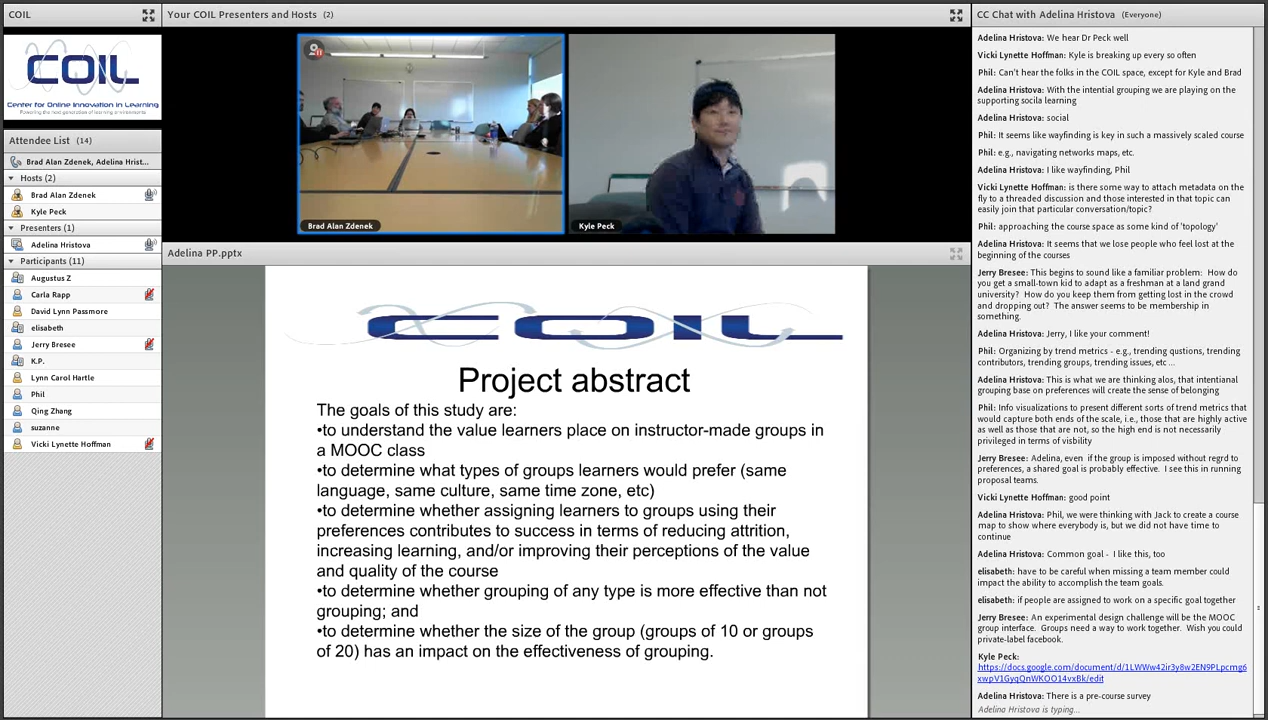 COIL
COIL
Center for Online Innovation in Learning
Powering the next generation of learning environments
Attendee List (14)
Brad Alan Zdenek, Adelina Hrist...
Hosts (2)
Brad Alan Zdenek
Kyle Peck
Presenters (1)
Adelina Hristova
Participants (11)
Augustus Z
Carla Rapp
David Lynn Passmore
elisabeth
Jerry Bresee
K.P.
Lynn Carol Hartle
Phil
Qing Zhang
suzanne
Vicki Lynette Hoffman
Your COIL Presenters and Hosts (2)
Brad Alan Zdenek
Kyle Peck
Adelina PP.pptx
COIL
Project abstract
The goals of this study are:
•to understand the value learners place on instructor-made groups in
a MOOC class
•to determine what types of groups learners would prefer (same
language, same culture, same time zone, etc)
•to determine whether assigning learners to groups using their
preferences contributes to success in terms of reducing attrition,
increasing learning, and/or improving their perceptions of the value
and quality of the course
•to determine whether grouping of any type is more effective than not
grouping; and
•to determine whether the size of the group (groups of 10 or groups
of 20) has an impact on the effectiveness of grouping.
CC Chat with Adelina Hristova (Everyone)
Adelina Hristova: We hear Dr Peck well
Vicki Lynette Hoffman: Kyle is breaking up every so often
Phil: Can't hear the folks in the COIL space, except for Kyle and Brad
Adelina Hristova: With the intential grouping we are playing on the
supporting socila learning
Adelina Hristova: social
Phil: It seems like wayfinding is key in such a massively scaled course
Phil: e.g., navigating networks maps, etc.
Adelina Hristova: I like wayfinding, Phil
Vicki Lynette Hoffman: is there some way to attach metadata on the
fly to a threaded discussion and those interested in that topic can
easily join that particular conversation/topic?
Phil: approaching the course space as some kind of 'topology'
Adelina Hristova: It seems that we lose people who feel lost at the
beginning of the courses
Jerry Bresee: This begins to sound like a familiar problem: How do
you get a small-town kid to adapt as a freshman at a land grand
university? How do you keep them from getting lost in the crowd
and dropping out? The answer seems to be membership in
something.
Adelina Hristova: Jerry, I like your comment!
Phil: Organizing by trend metrics - e.g., trending qustions, trending
contributors, trending groups, trending issues, etc ...
Adelina Hristova: This is what we are thinking alos, that intentianal
grouping base on preferences will create the sense of belonging
Phil: Info visualizations to present different sorts of trend metrics that
would capture both ends of the scale, i.e., those that are highly active
as well as those that are not, so the high end is not necessarily
privileged in terms of visbility
Jerry Bresee: Adelina, even if the group is imposed without regrd to
preferences, a shared goal is probably effective. I see this in running
proposal teams.
Vicki Lynette Hoffman: good point
Adelina Hristova: Phil, we were thinking with Jack to create a course
map to show where everybody is, but we did not have time to
continue
Adelina Hristova: Common goal - I like this, too
elisabeth: have to be careful when missing a team member could
impact the ability to accomplish the team goals.
elisabeth: if people are assigned to work on a specific goal together
Jerry Bresee: An experimental design challenge will be the MOOC
group interface. Groups need a way to work together. Wish you could
private-label facebook.
Kyle Peck:
https://docs.google.com/document/d/1LWWw42ir3y8w2EN9PLpcmg6
xwpV1GyqQnWKOO14vxBk/edit
Adelina Hristova: There is a pre-course survey
Adelina Hristova is typing...